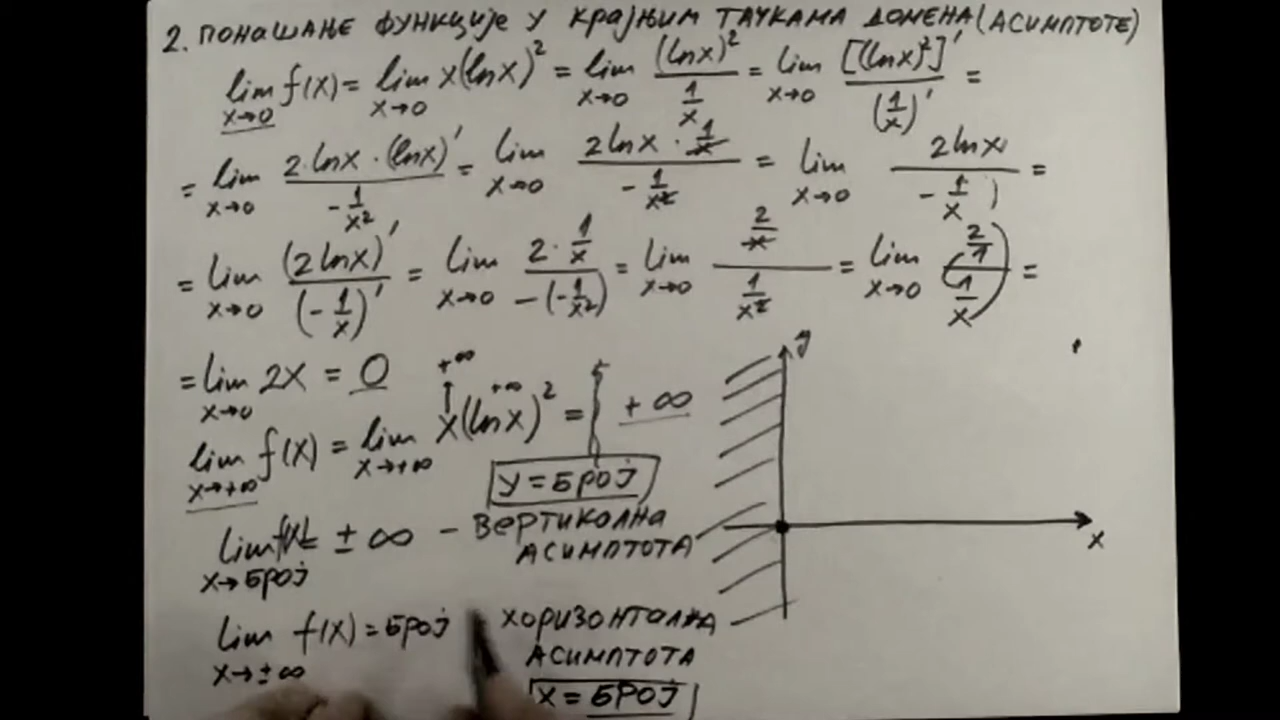 2. ПОНАШАЊЕ ФУНКЦИЈЕ У КРАЈЊИМ ТАЧКАМА ДОМЕНА (АСИМПТОТЕ)
lim x→0 f(x) = lim x→0 x(lnx)² = lim x→0 (lnx)² / (1/x) = lim x→0 [(lnx)²]' / (1/x)' =
= lim x→0 2·lnx·(lnx)' / (-1/x²) = lim x→0 2lnx·1/x / (-1/x²) = lim x→0 2lnx / (-1/x) =
= lim x→0 (2lnx)' / (-1/x)' = lim x→0 2·1/x / -(-1/x²) = lim x→0 (2/x) / (1/x²) = lim x→0 (2/1) / (1/x) =
= lim x→0 2x = 0
+∞
+∞
lim x→+∞ f(x) = lim x→+∞ x(lnx)² = +∞
y = БРОЈ
lim x→БРОЈ f(x) = ±∞ – ВЕРТИКОЛНА
АСИМПТОТА
lim x→±∞ f(x) = БРОЈ ХОРИЗОНТАЛНА
АСИМПТОТА
x = БРОЈ
y
x